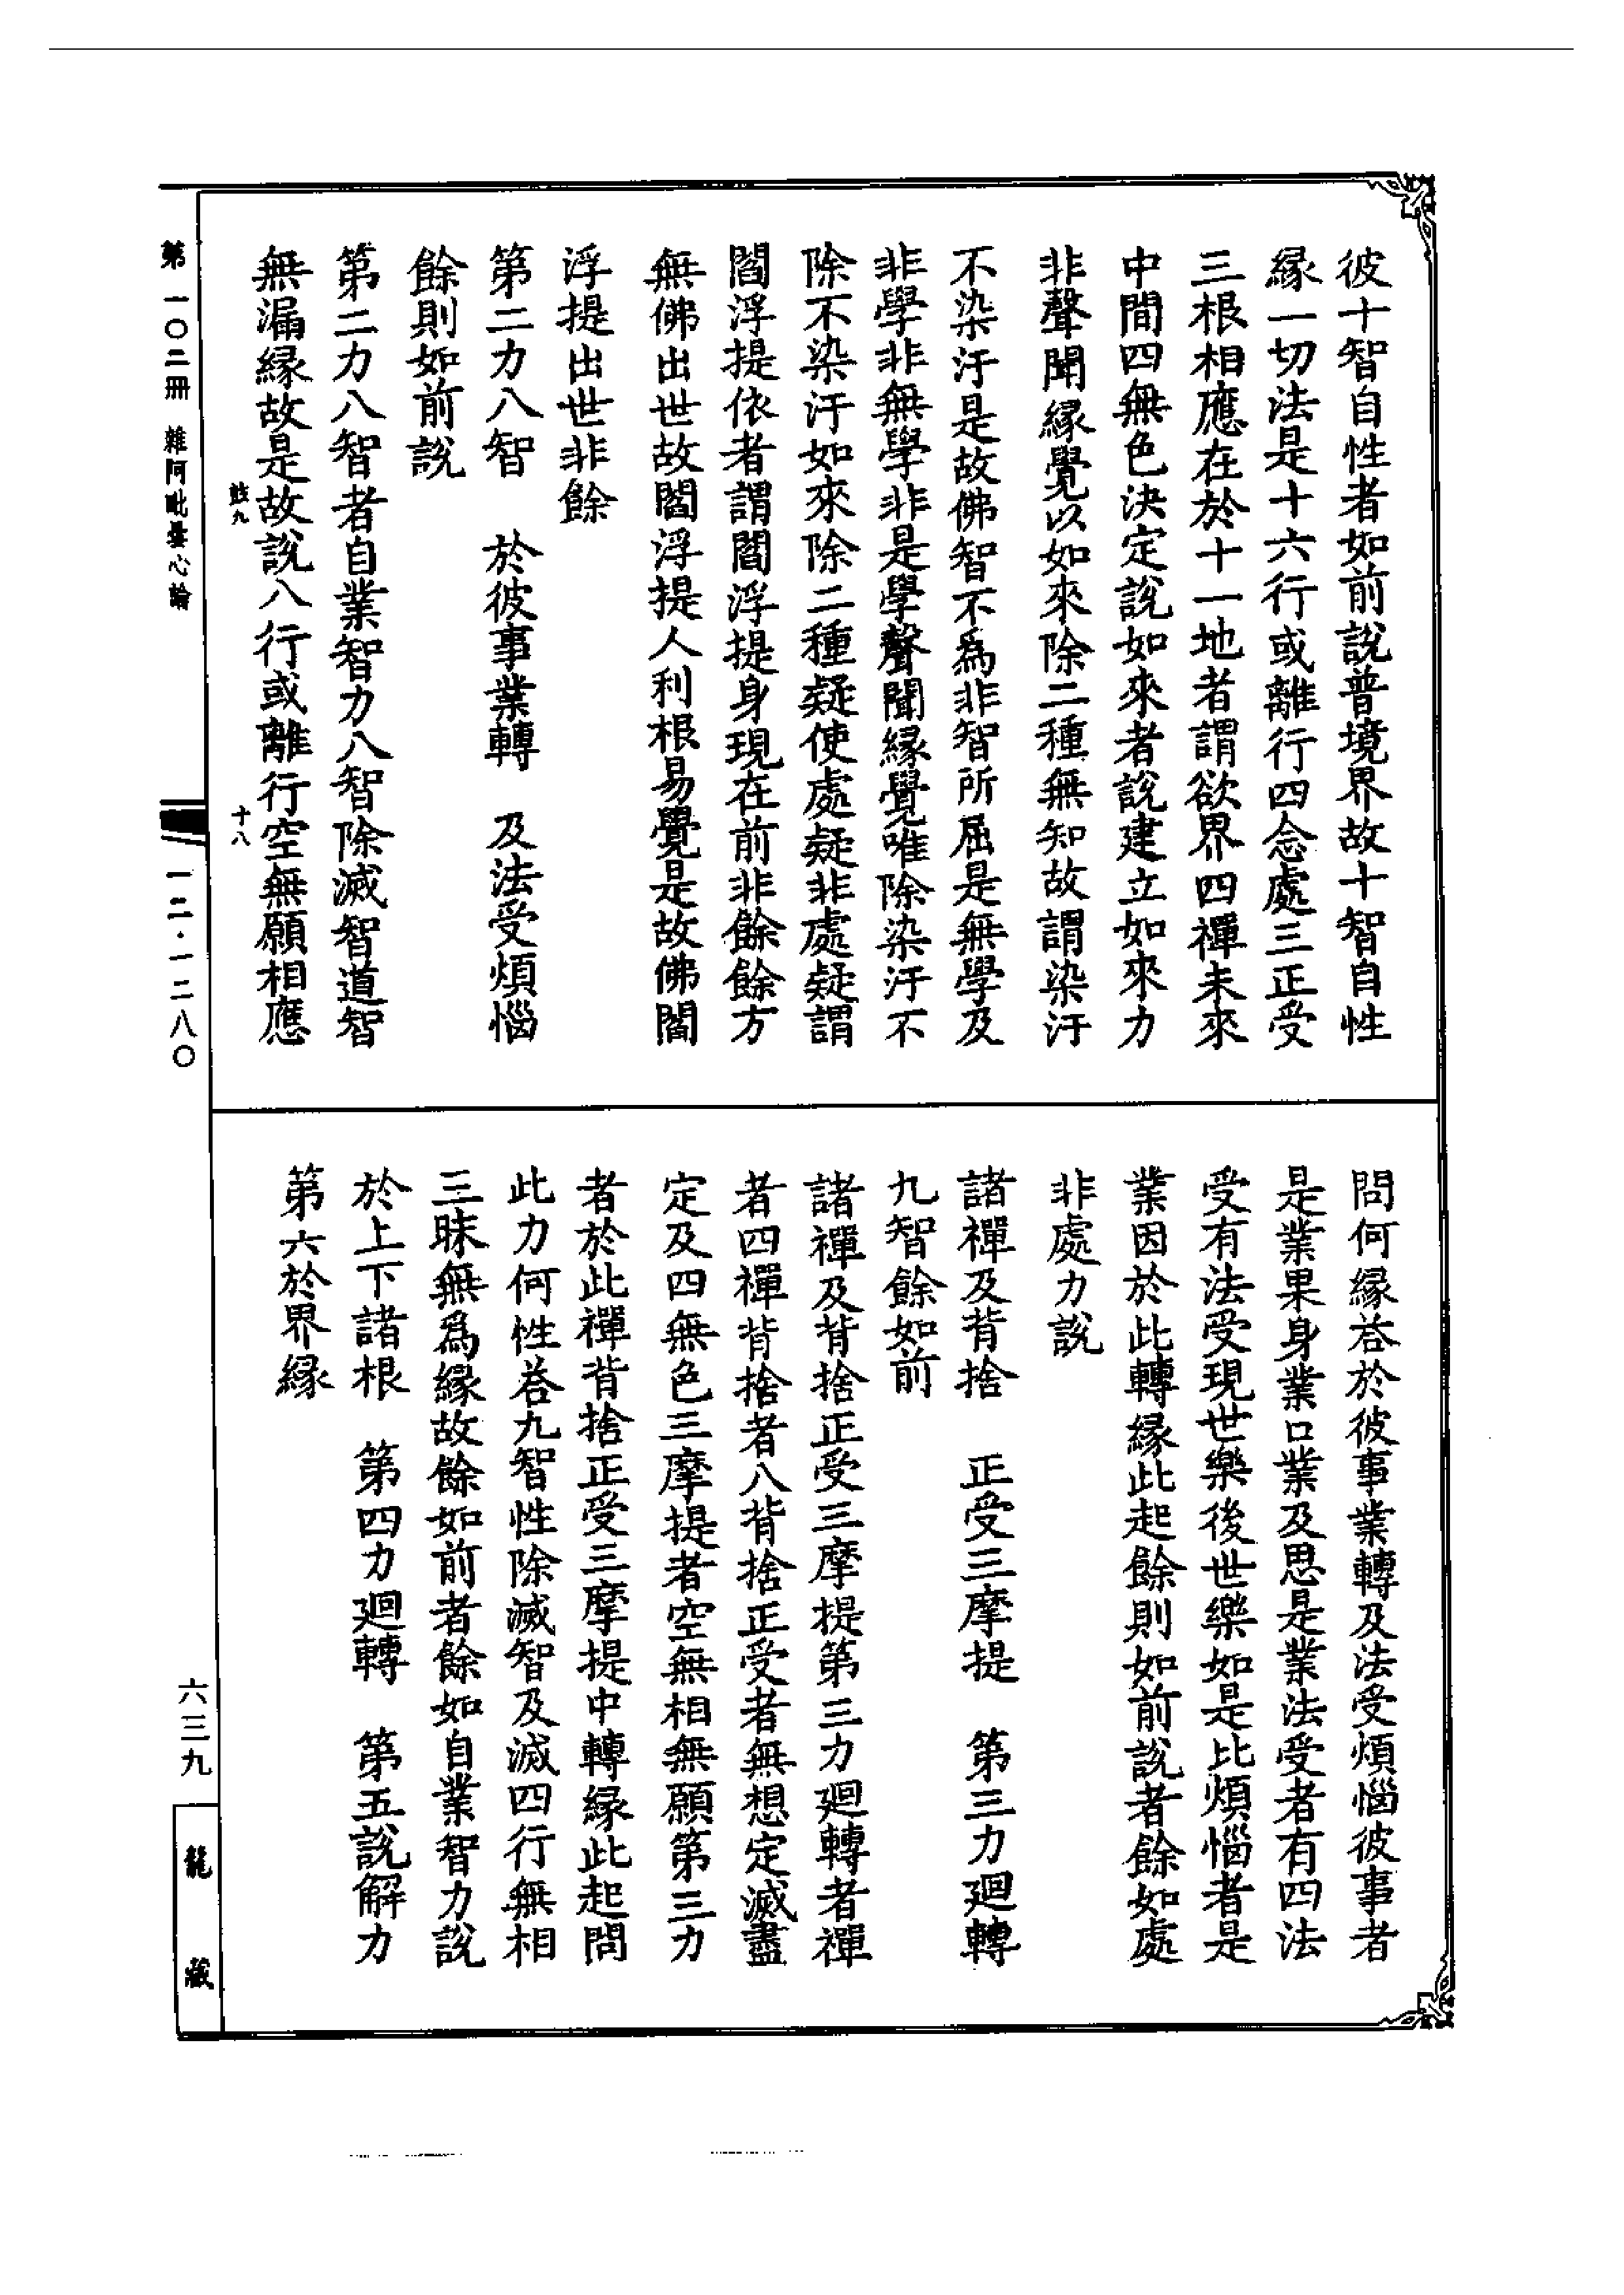 彼十智自性者如前說普境界故十智自性
緣一切法是十六行或離行四念處三正受
三根相應在於十一地者謂欲界四禪未來
中間四無色決定說如來者說建立如來力
非聲聞緣覺以如來除二種無知故謂染汙
不染汙是故佛智不為非智所屈是無學及
非學非無學非是學聲聞緣覺唯除染汙不
除不染汙如來除二種疑使處疑非處疑謂
閻浮提依者謂閻浮提身現在前非餘餘方
無佛出世故閻浮提人利根易覺是故佛閻
浮提出世非餘
第二力八智　於彼事業轉　及法受煩惱
餘則如前說
第二力八智者自業智力八智除滅智道智
無漏緣故是故說八行或離行空無願相應
問何緣荅於彼事業轉及法受煩惱彼事者
是業果身業口業及思是業法受者有四法
受有法受現世樂後世樂如是比煩惱者是
業因於此轉緣此起餘則如前說者餘如處
非處力說
諸禪及背捨　正受三摩提　第三力迴轉
九智餘如前
諸禪及背捨正受三摩提第三力迴轉者禪
者四禪背捨者八背捨正受者無想定滅盡
定及四無色三摩提者空無相無願第三力
者於此禪背捨正受三摩提中轉緣此起問
此力何性荅九智性除滅智及滅四行無相
三昧無為緣故餘如前者餘如自業智力說
於上下諸根　第四力迴轉　第五說解力
第六於界緣
第一〇二冊　雜阿毗曇心論
十八
一二·一二八〇
六三九
龍藏